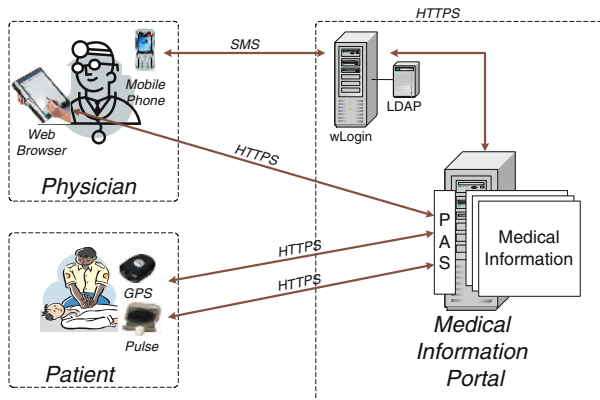 HTTPS
SMS
Mobile
Phone
Web
Browser
LDAP
wLogin
HTTPS
Physician
P
A
S
Medical
Information
HTTPS
GPS
HTTPS
Pulse
Patient
Medical
Information
Portal